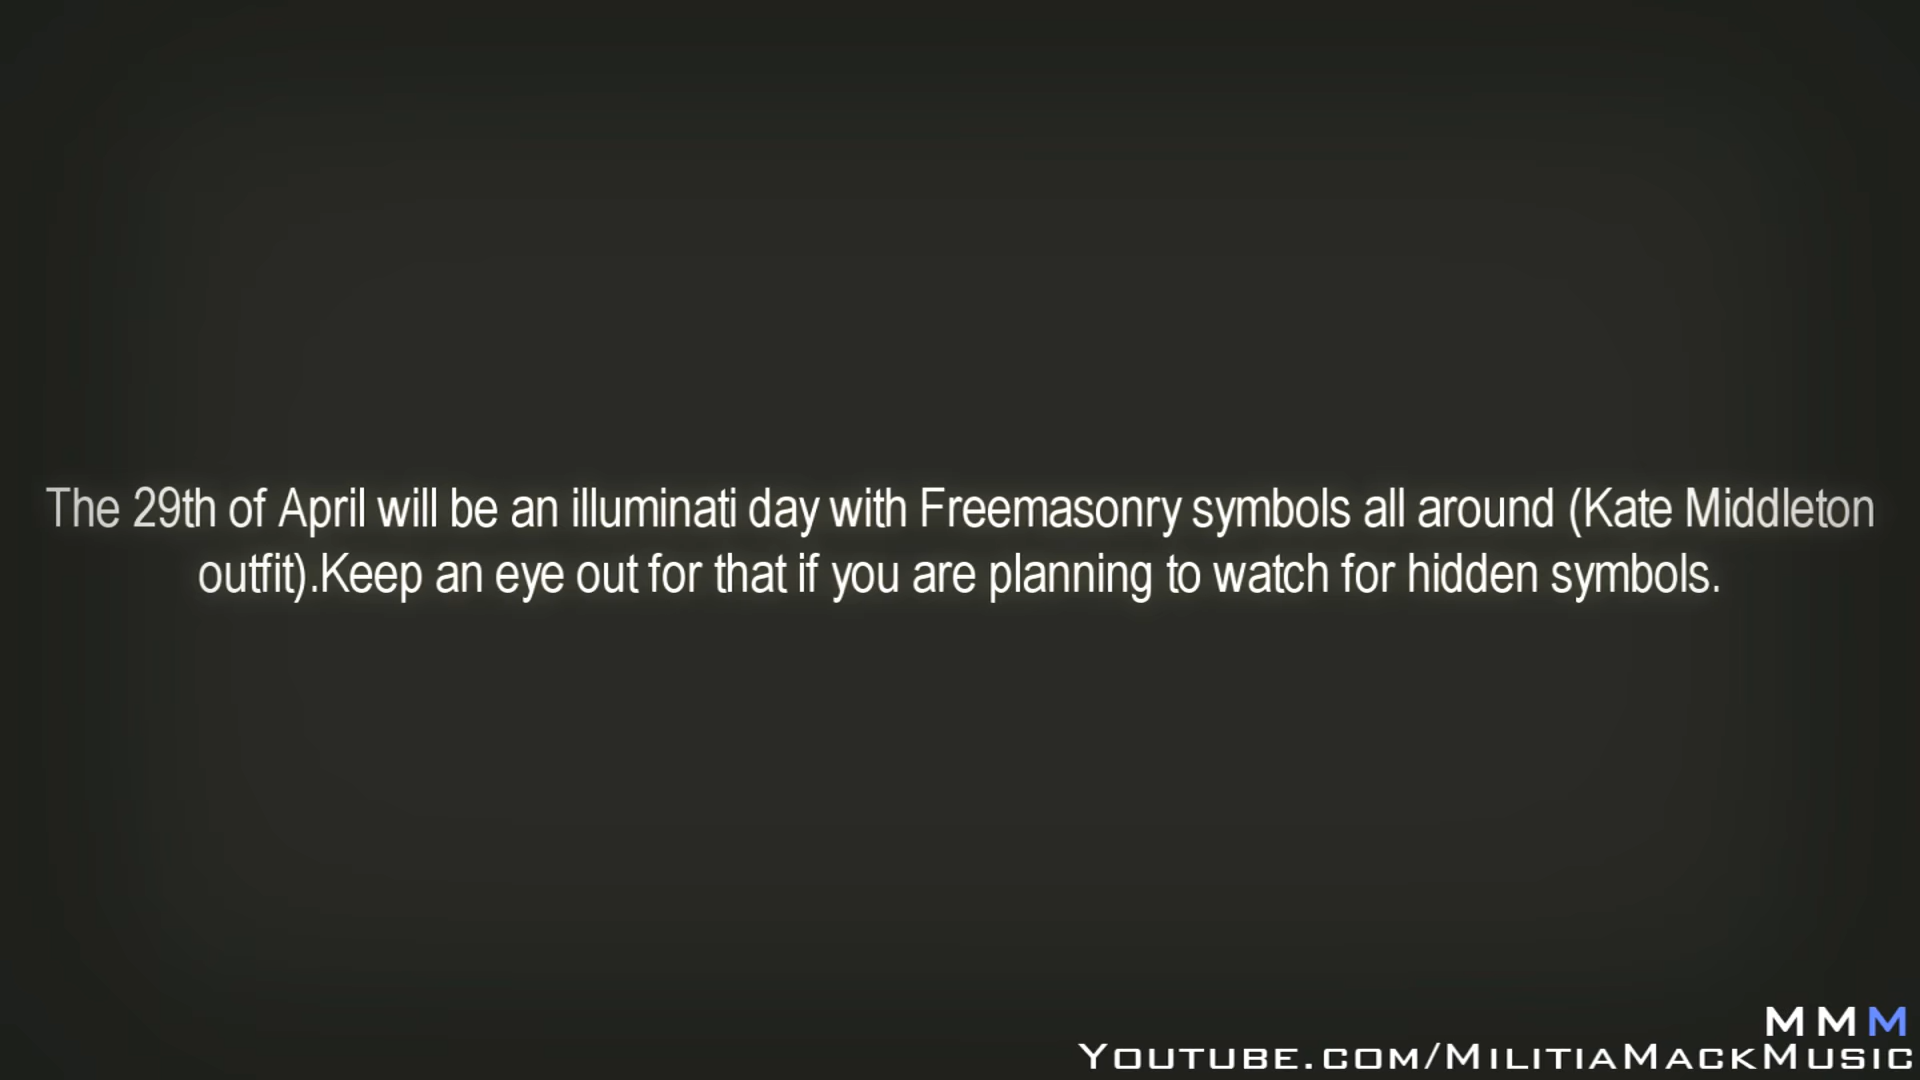 The 29th of April will be an illuminati day with Freemasonry symbols all around (Kate Middleton
outfit).Keep an eye out for that if you are planning to watch for hidden symbols.
MMM
Youtube.com/MilitiaMackMusic